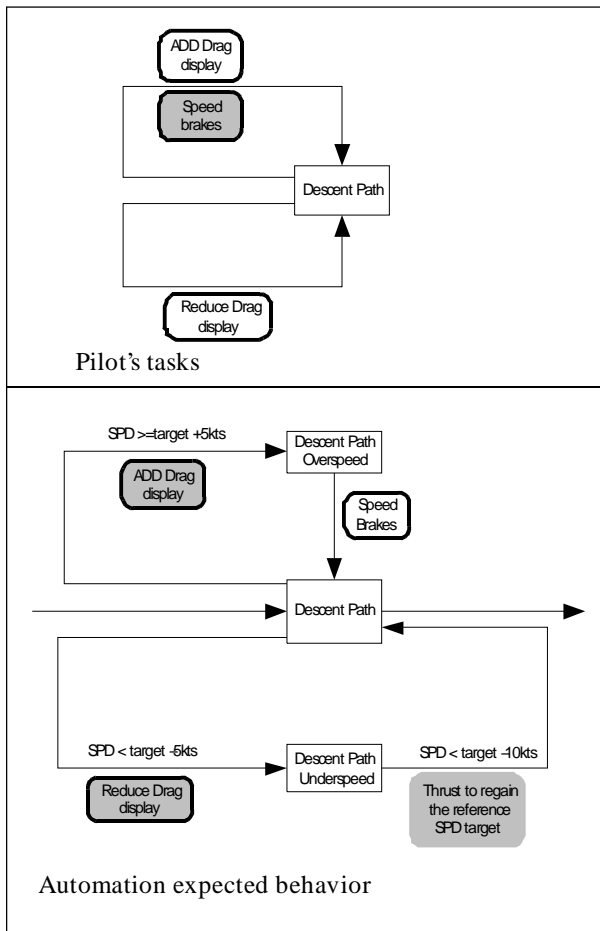 ADD Drag
display
Speed
brakes
Descent Path
Reduce Drag
display
Pilot's tasks
SPD >=target +5kts
ADD Drag
display
Descent Path
Overspeed
Speed
Brakes
Descent Path
SPD < target -5kts
Reduce Drag
display
Descent Path
Underspeed
SPD < target -10kts
Thrust to regain
the reference
SPD target
Automation expected behavior